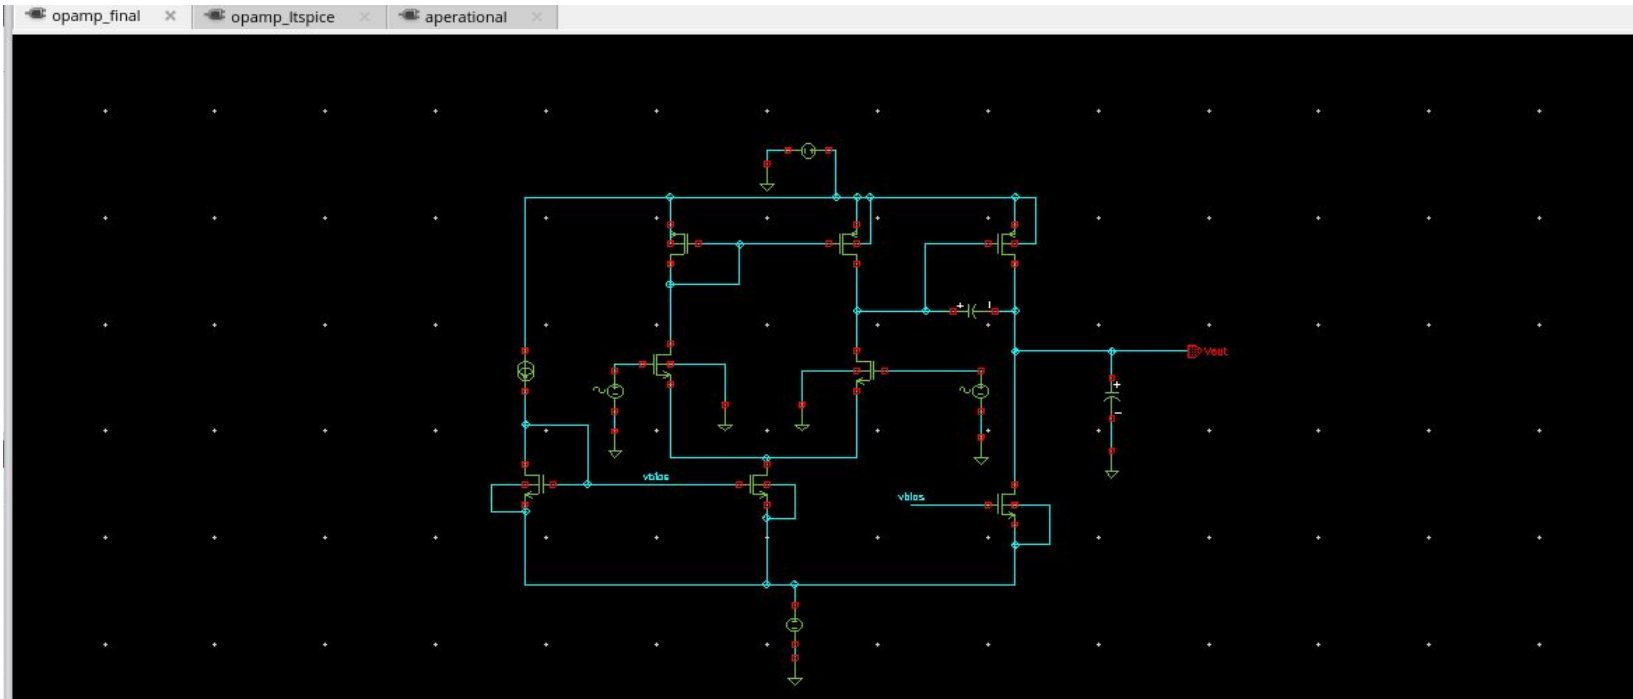 opamp_final
opamp_ltspice
aperational
Vout
vbias
vbias